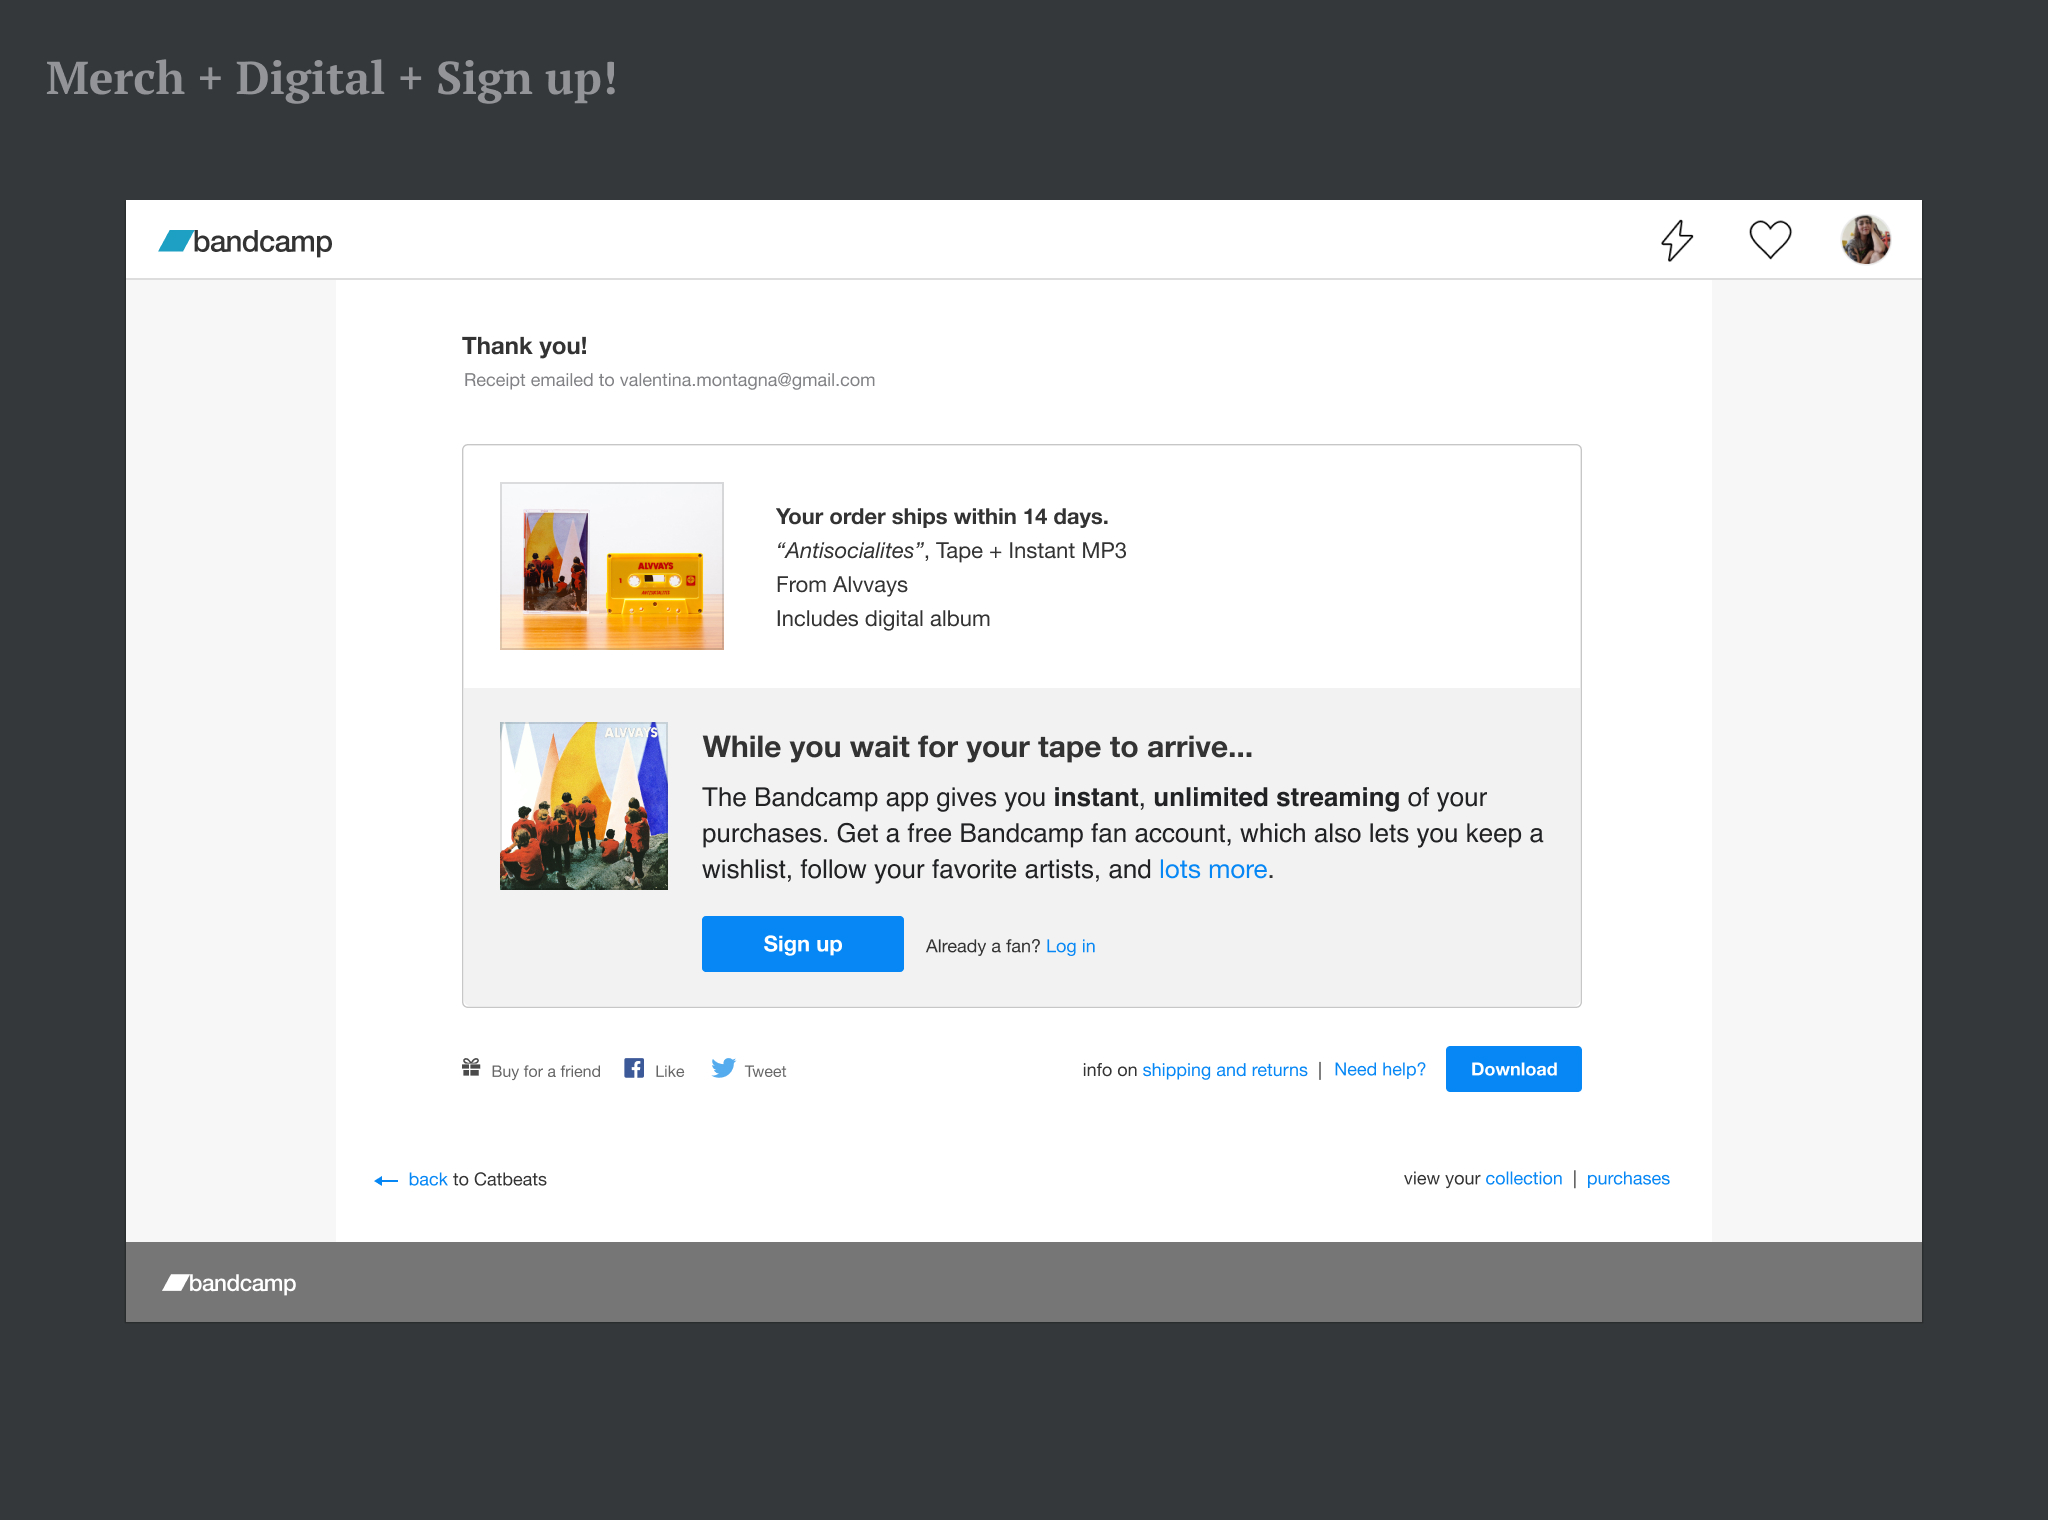 Merch + Digital + Sign up!
bandcamp
Thank you!
Receipt emailed to valentina.montagna@gmail.com
ALVVAYS
1
Your order ships within 14 days.
“Antisocialites”, Tape + Instant MP3
From Alvvays
Includes digital album
ALVVAYS
While you wait for your tape to arrive...
The Bandcamp app gives you instant, unlimited streaming of your
purchases. Get a free Bandcamp fan account, which also lets you keep a
wishlist, follow your favorite artists, and lots more.
Sign up
Already a fan? Log in
Buy for a friend
Like
Tweet
info on shipping and returns | Need help?
Download
back to Catbeats
view your collection | purchases
bandcamp